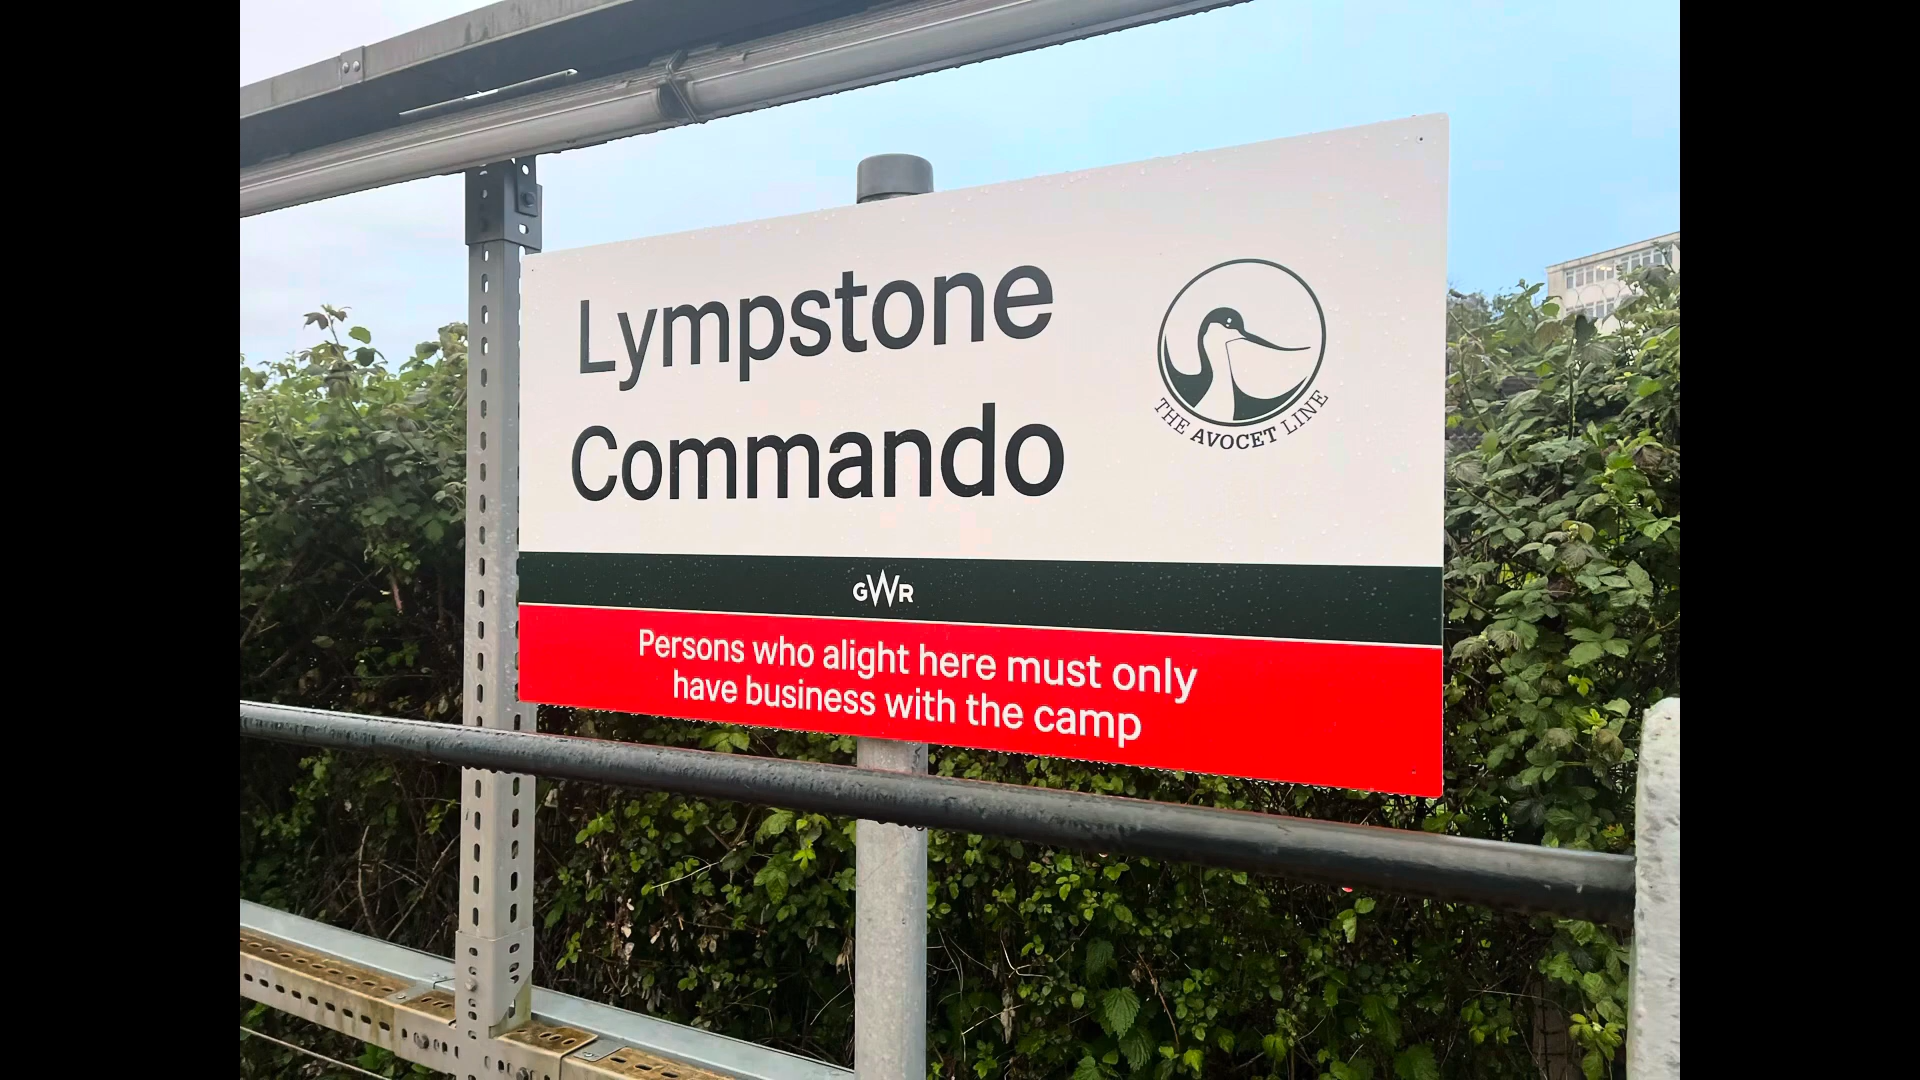 Lympstone
Commando
THE AVOCET LINE
GWR
Persons who alight here must only
have business with the camp